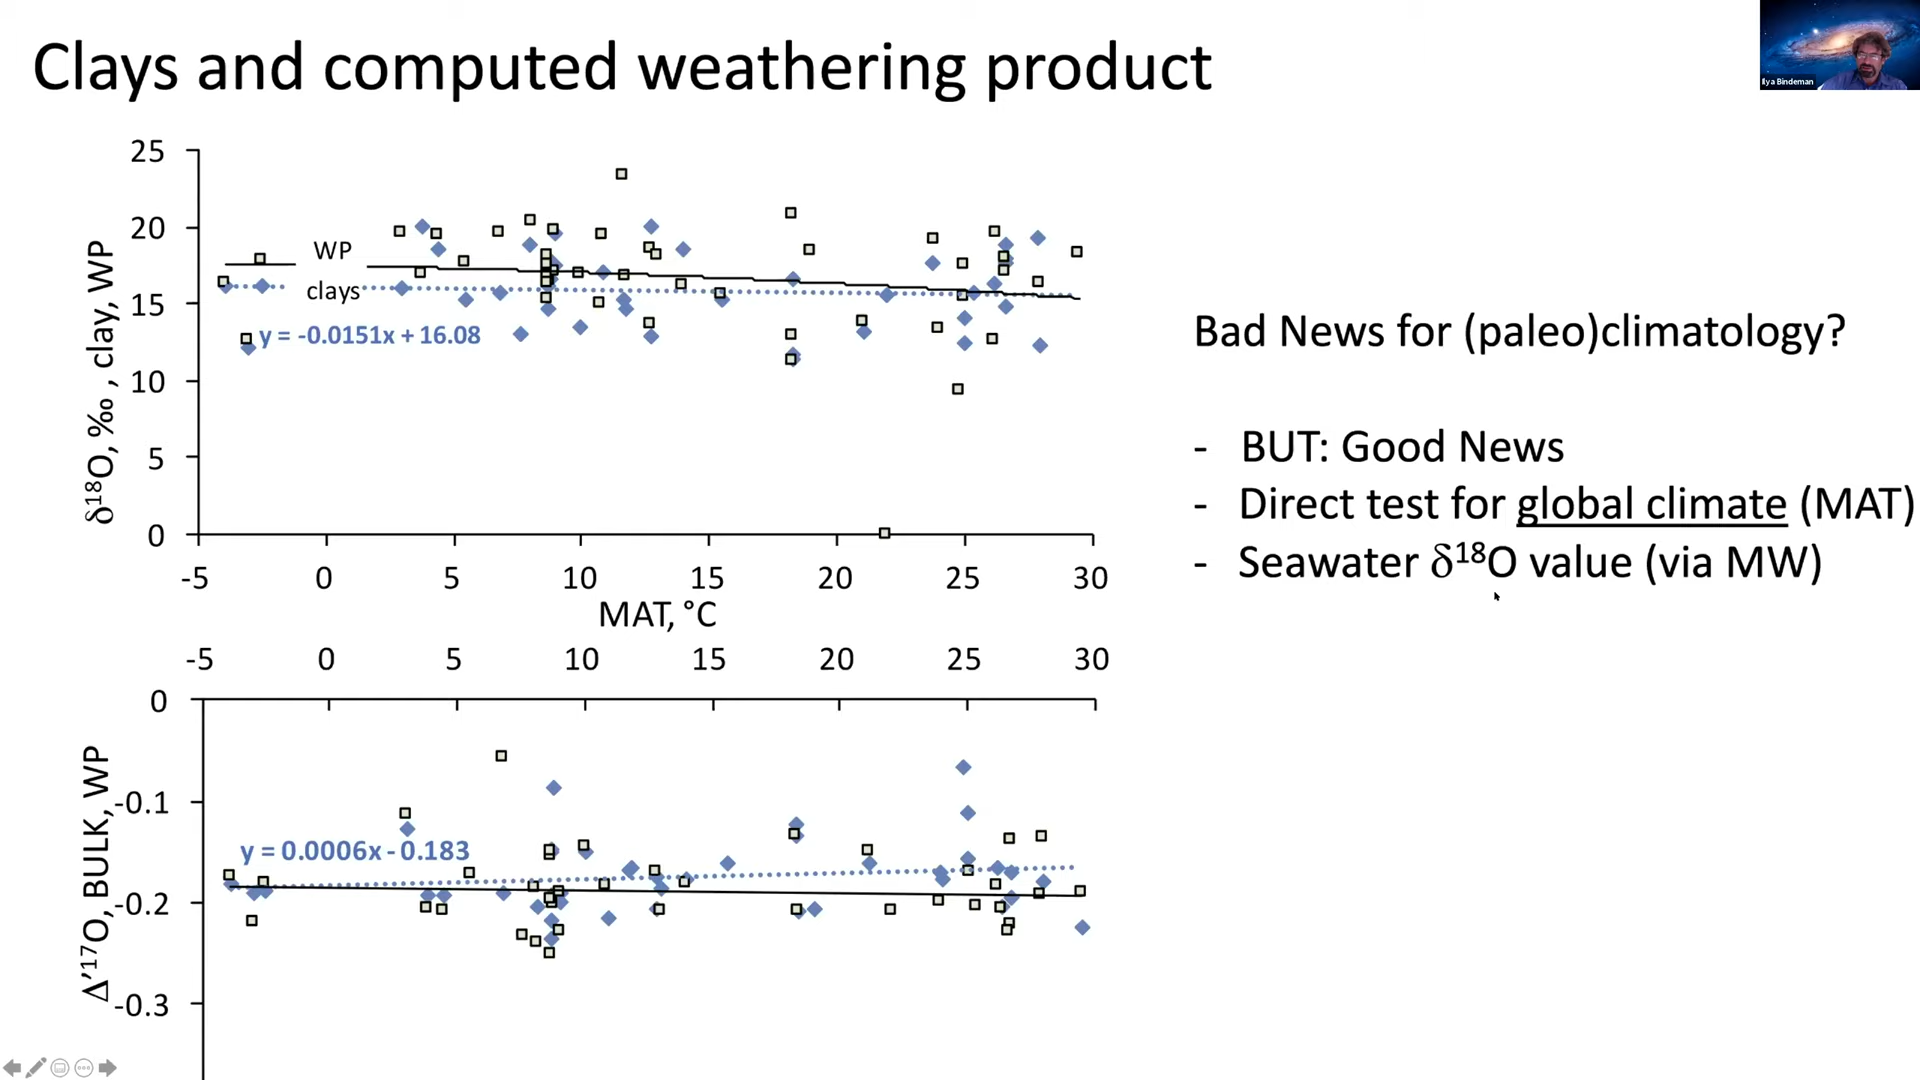 Clays and computed weathering product
Ilya Bindeman
δ¹⁸O, ‰ , clay, WP
25
20
15
10
5
0
WP
clays
y = -0.0151x + 16.08
-5 0 5 10 15 20 25 30
MAT, °C
-5 0 5 10 15 20 25 30
Δ’¹⁷O, BULK, WP
0
-0.1
-0.2
-0.3
y = 0.0006x - 0.183
Bad News for (paleo)climatology?
- BUT: Good News
- Direct test for global climate (MAT)
- Seawater δ¹⁸O value (via MW)